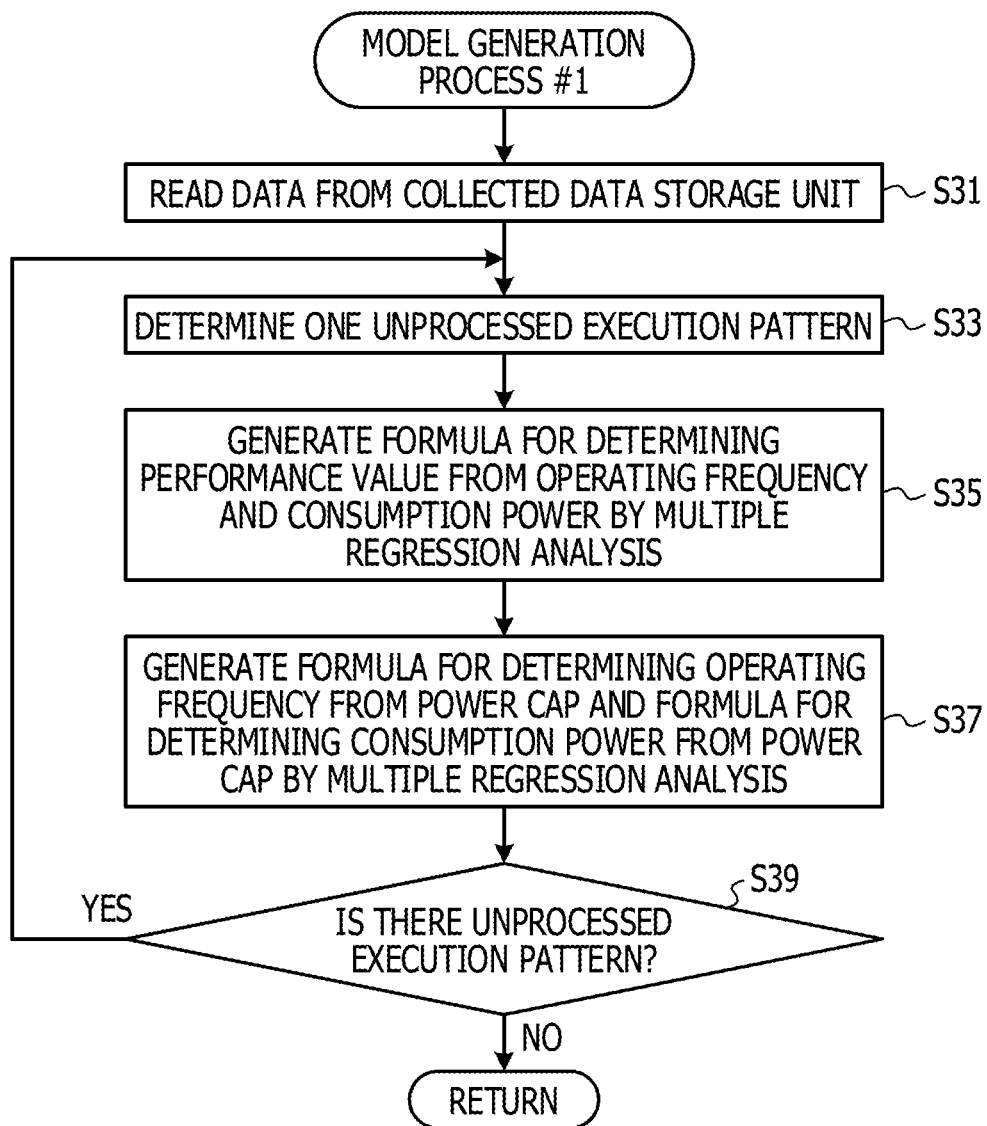 MODEL GENERATION
PROCESS #1
READ DATA FROM COLLECTED DATA STORAGE UNIT
S31
DETERMINE ONE UNPROCESSED EXECUTION PATTERN
S33
GENERATE FORMULA FOR DETERMINING
PERFORMANCE VALUE FROM OPERATING FREQUENCY
AND CONSUMPTION POWER BY MULTIPLE
REGRESSION ANALYSIS
S35
GENERATE FORMULA FOR DETERMINING OPERATING
FREQUENCY FROM POWER CAP AND FORMULA FOR
DETERMINING CONSUMPTION POWER FROM POWER
CAP BY MULTIPLE REGRESSION ANALYSIS
S37
S39
YES
IS THERE UNPROCESSED
EXECUTION PATTERN?
NO
RETURN